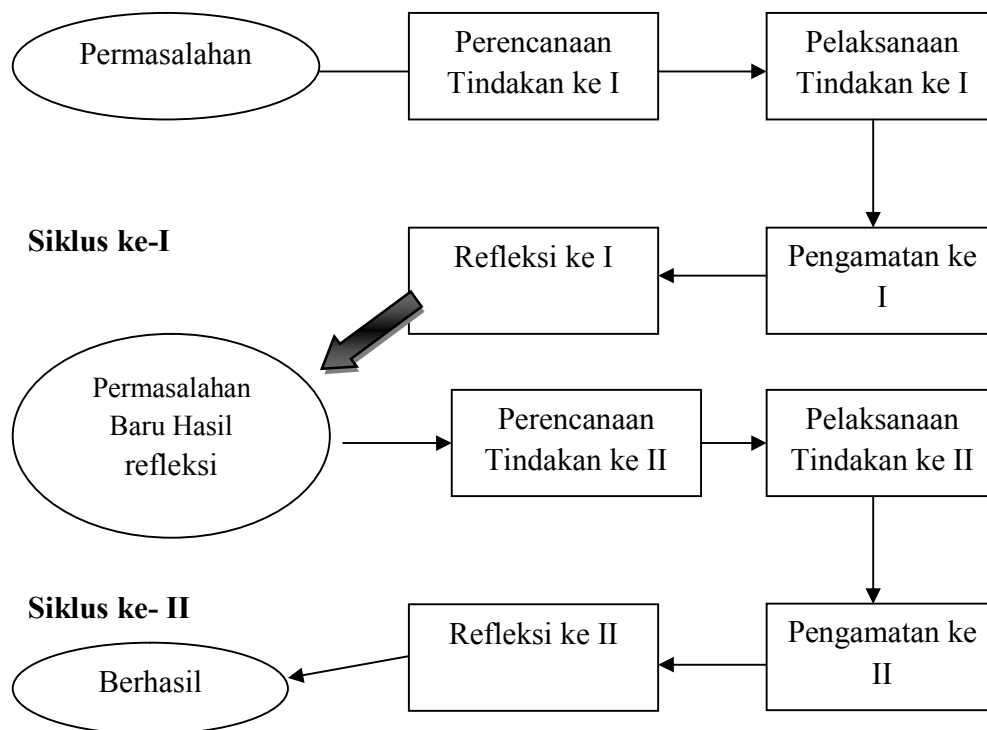 Permasalahan
Perencanaan
Tindakan ke I
Pelaksanaan
Tindakan ke I
Siklus ke-I
Refleksi ke I
Pengamatan ke
I
Permasalahan
Baru Hasil
refleksi
Perencanaan
Tindakan ke II
Pelaksanaan
Tindakan ke II
Siklus ke- II
Refleksi ke II
Pengamatan ke
II
Berhasil